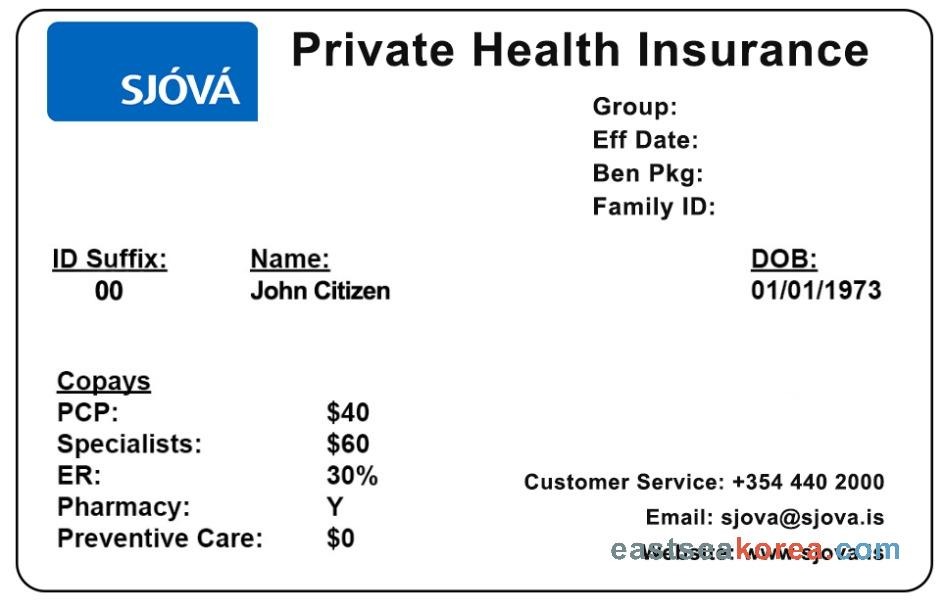 SJÓVÁ
Private Health Insurance
Group:
Eff Date:
Ben Pkg:
Family ID:
ID Suffix: Name: DOB:
00 John Citizen 01/01/1973
Copays
PCP: $40
Specialists: $60
ER: 30%
Pharmacy: Y
Preventive Care: $0
Customer Service: +354 440 2000
Email: sjova@sjova.is
Website: www.sjova.is
eastseakorea.com